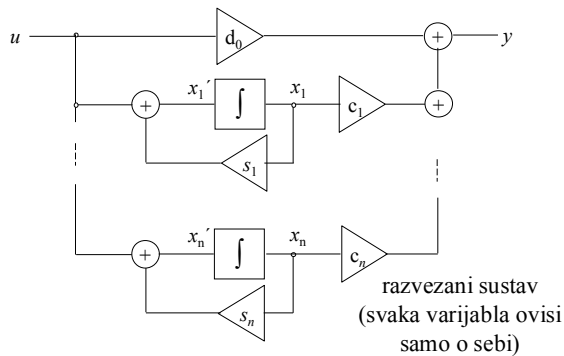 u d₀ + y
x₁´ x₁
+ ∫ c₁ +
s₁
xₙ´ xₙ
+ ∫ cₙ
sₙ
razvezani sustav
(svaka varijabla ovisi
samo o sebi)